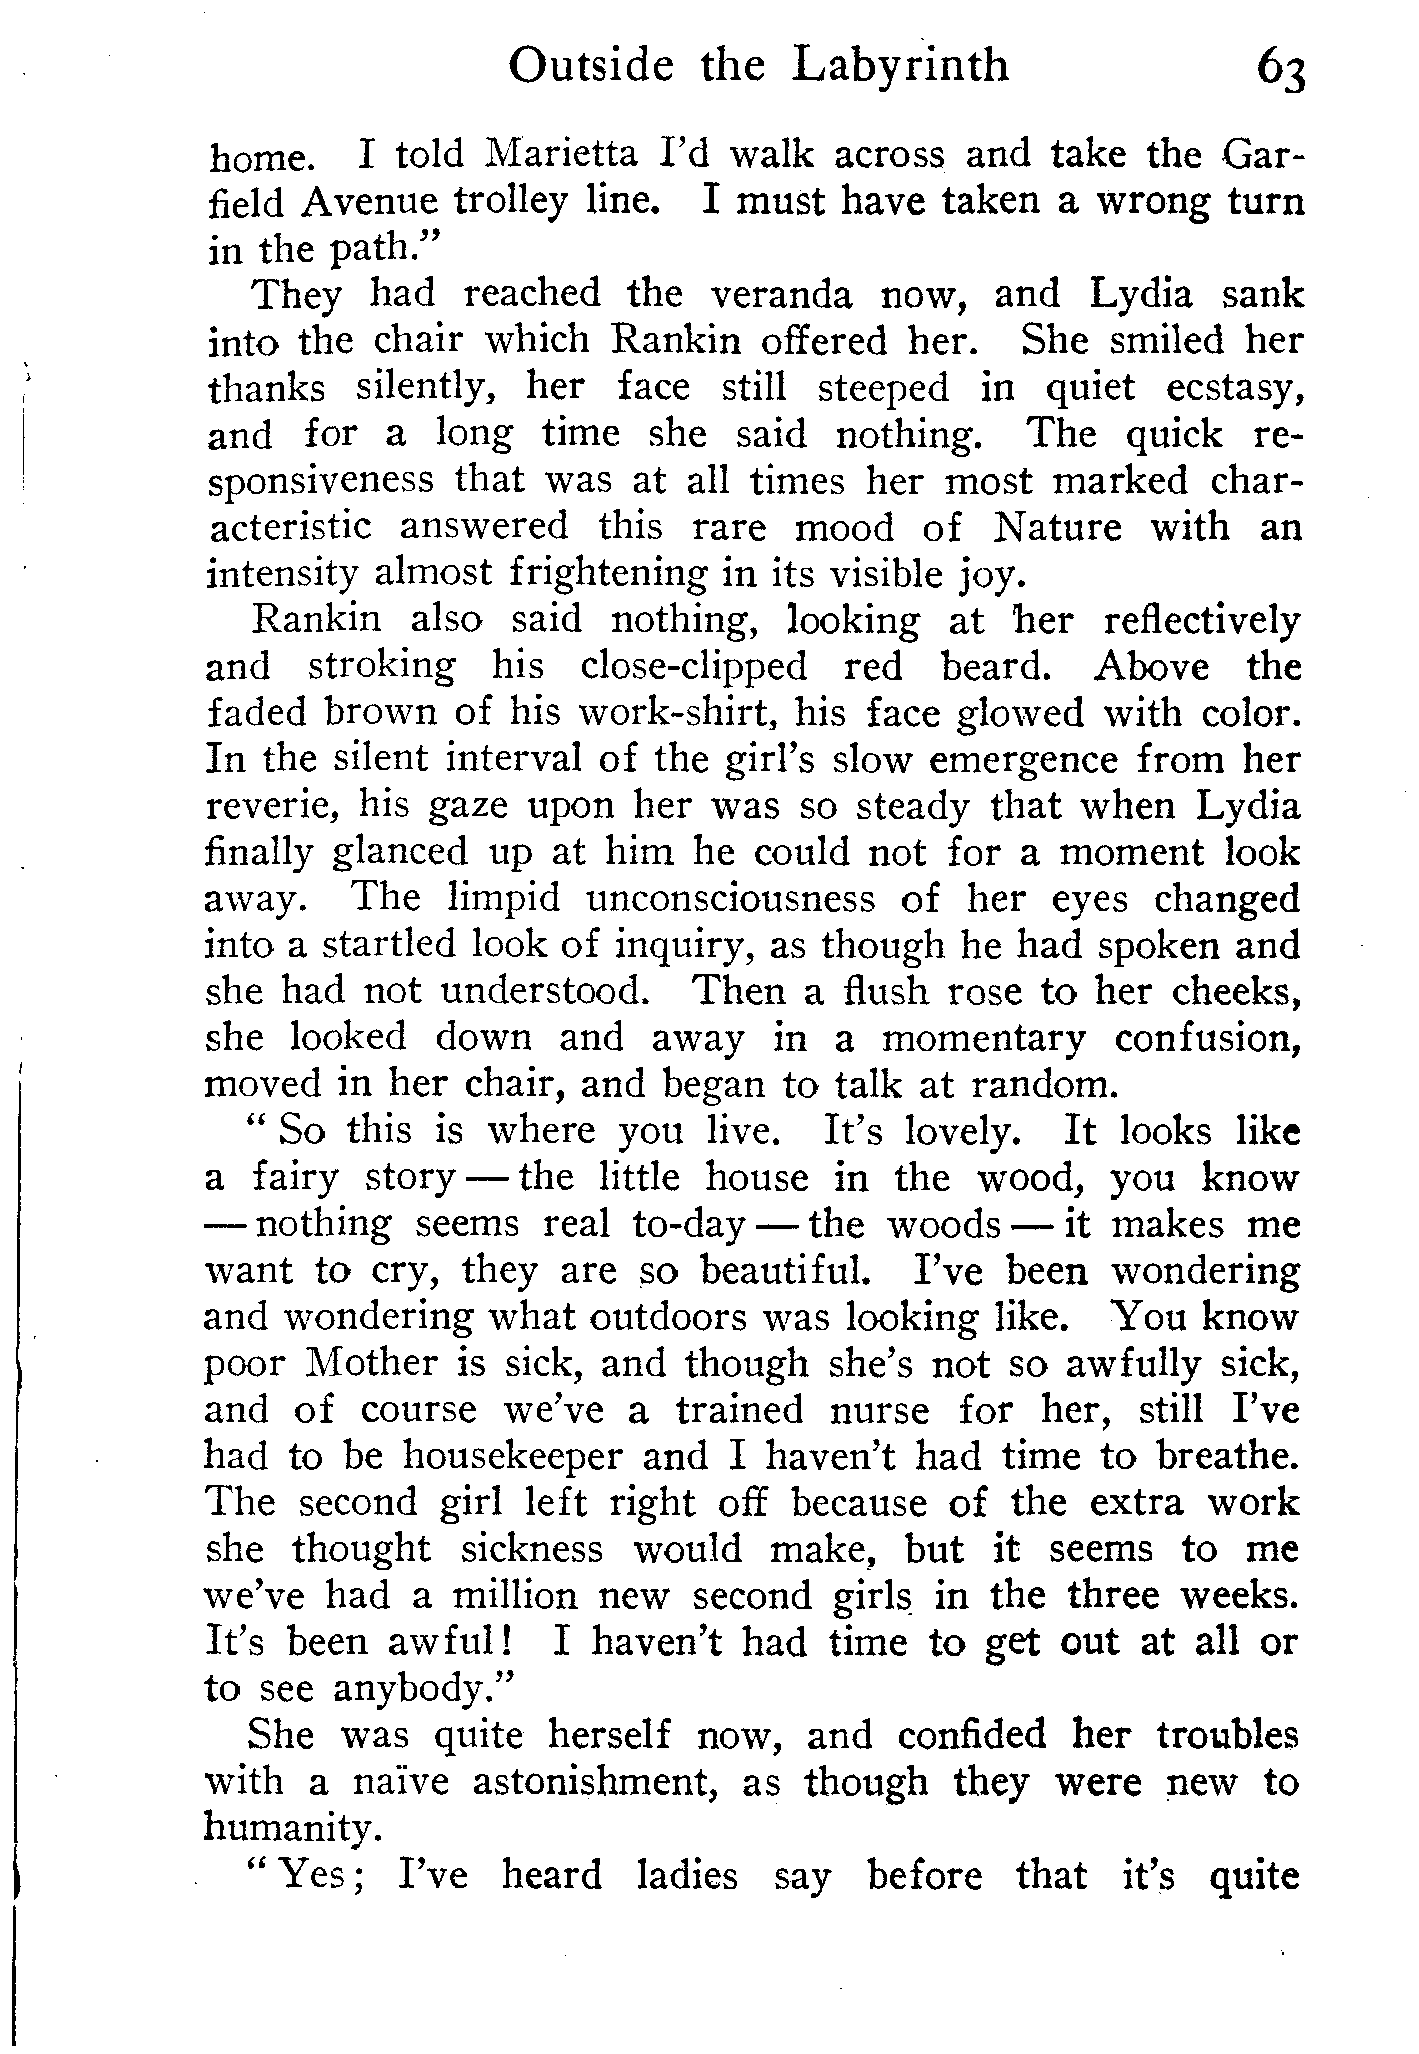 Outside the Labyrinth 63
home. I told Marietta I'd walk across and take the Gar-
field Avenue trolley line. I must have taken a wrong turn
in the path.”
They had reached the veranda now, and Lydia sank
into the chair which Rankin offered her. She smiled her
thanks silently, her face still steeped in quiet ecstasy,
and for a long time she said nothing. The quick re-
sponsiveness that was at all times her most marked char-
acteristic answered this rare mood of Nature with an
intensity almost frightening in its visible joy.
Rankin also said nothing, looking at her reflectively
and stroking his close-clipped red beard. Above the
faded brown of his work-shirt, his face glowed with color.
In the silent interval of the girl's slow emergence from her
reverie, his gaze upon her was so steady that when Lydia
finally glanced up at him he could not for a moment look
away. The limpid unconsciousness of her eyes changed
into a startled look of inquiry, as though he had spoken and
she had not understood. Then a flush rose to her cheeks,
she looked down and away in a momentary confusion,
moved in her chair, and began to talk at random.
“ So this is where you live. It's lovely. It looks like
a fairy story — the little house in the wood, you know
— nothing seems real to-day — the woods — it makes me
want to cry, they are so beautiful. I've been wondering
and wondering what outdoors was looking like. You know
poor Mother is sick, and though she's not so awfully sick,
and of course we've a trained nurse for her, still I've
had to be housekeeper and I haven't had time to breathe.
The second girl left right off because of the extra work
she thought sickness would make, but it seems to me
we've had a million new second girls in the three weeks.
It's been awful! I haven't had time to get out at all or
to see anybody.”
She was quite herself now, and confided her troubles
with a naïve astonishment, as though they were new to
humanity.
“ Yes; I've heard ladies say before that it's quite